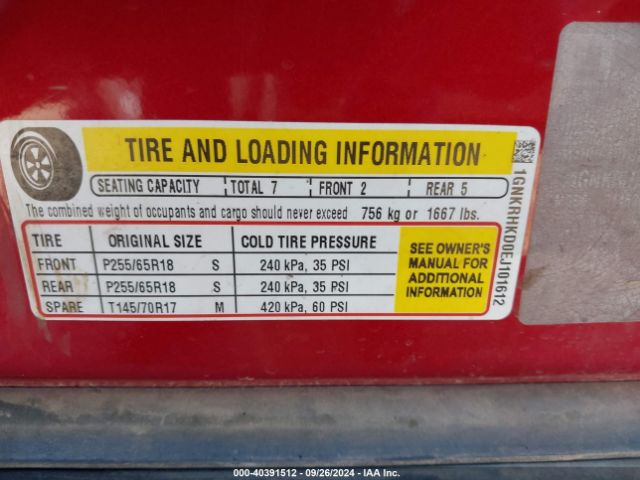 TIRE AND LOADING INFORMATION
SEATING CAPACITY TOTAL 7 FRONT 2 REAR 5
The combined weight of occupants and cargo should never exceed 756 kg or 1667 lbs.
TIRE ORIGINAL SIZE COLD TIRE PRESSURE
FRONT P255/65R18 S 240 kPa, 35 PSI
REAR P255/65R18 S 240 kPa, 35 PSI
SPARE T145/70R17 M 420 kPa, 60 PSI
SEE OWNER'S
MANUAL FOR
ADDITIONAL
INFORMATION
1GNKRHKD0EJ101612
000-40391512 - 09/26/2024 - IAA Inc.